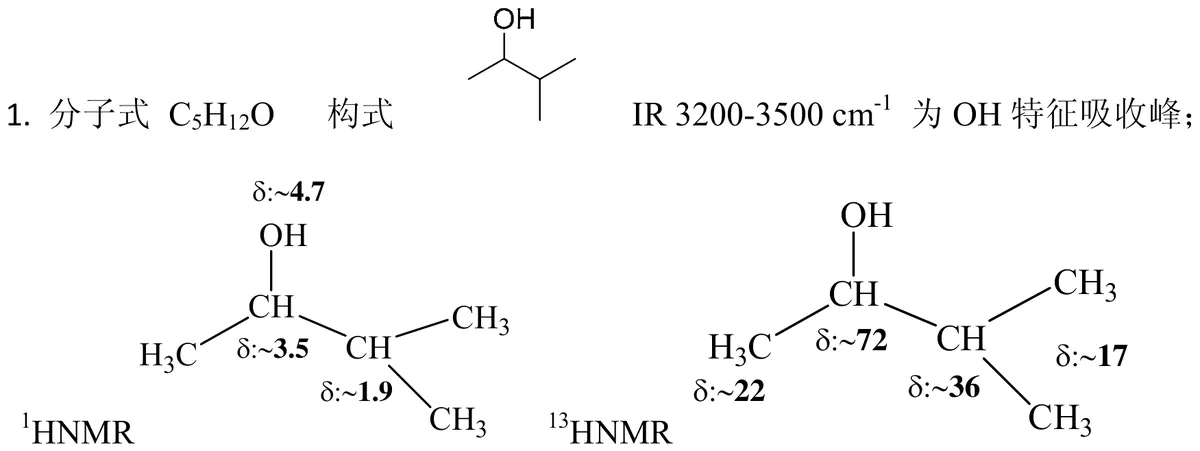 OH
1. 分子式 C5H12O 构式 IR 3200-3500 cm-1 为 OH 特征吸收峰;
δ:~4.7
OH OH
CH CH3 CH CH3
H3C δ:~3.5 CH H3C δ:~72 CH δ:~17
δ:~1.9 δ:~22 δ:~36
1HNMR CH3 13HNMR CH3